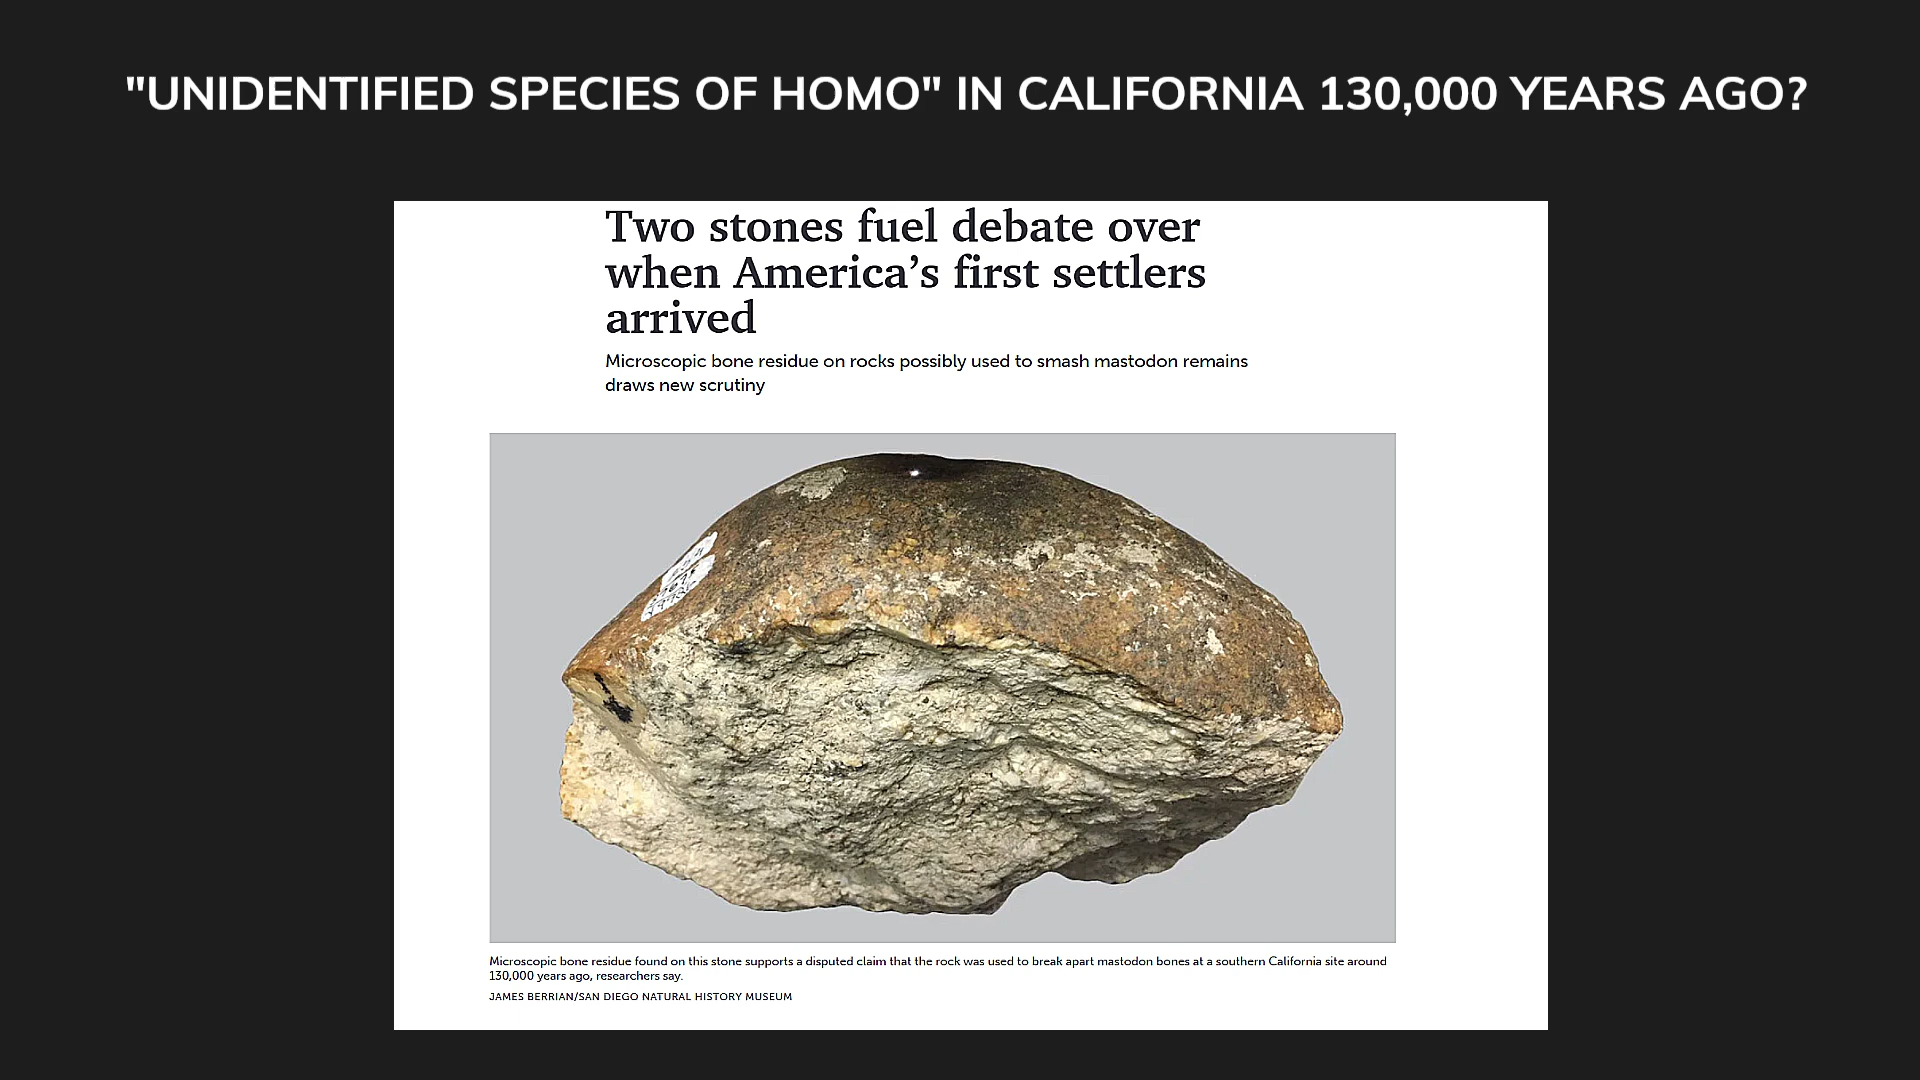 "UNIDENTIFIED SPECIES OF HOMO" IN CALIFORNIA 130,000 YEARS AGO?
Two stones fuel debate over
when America's first settlers
arrived
Microscopic bone residue on rocks possibly used to smash mastodon remains
draws new scrutiny
Microscopic bone residue found on this stone supports a disputed claim that the rock was used to break apart mastodon bones at a southern California site around
130,000 years ago, researchers say.
JAMES BERRIAN/SAN DIEGO NATURAL HISTORY MUSEUM